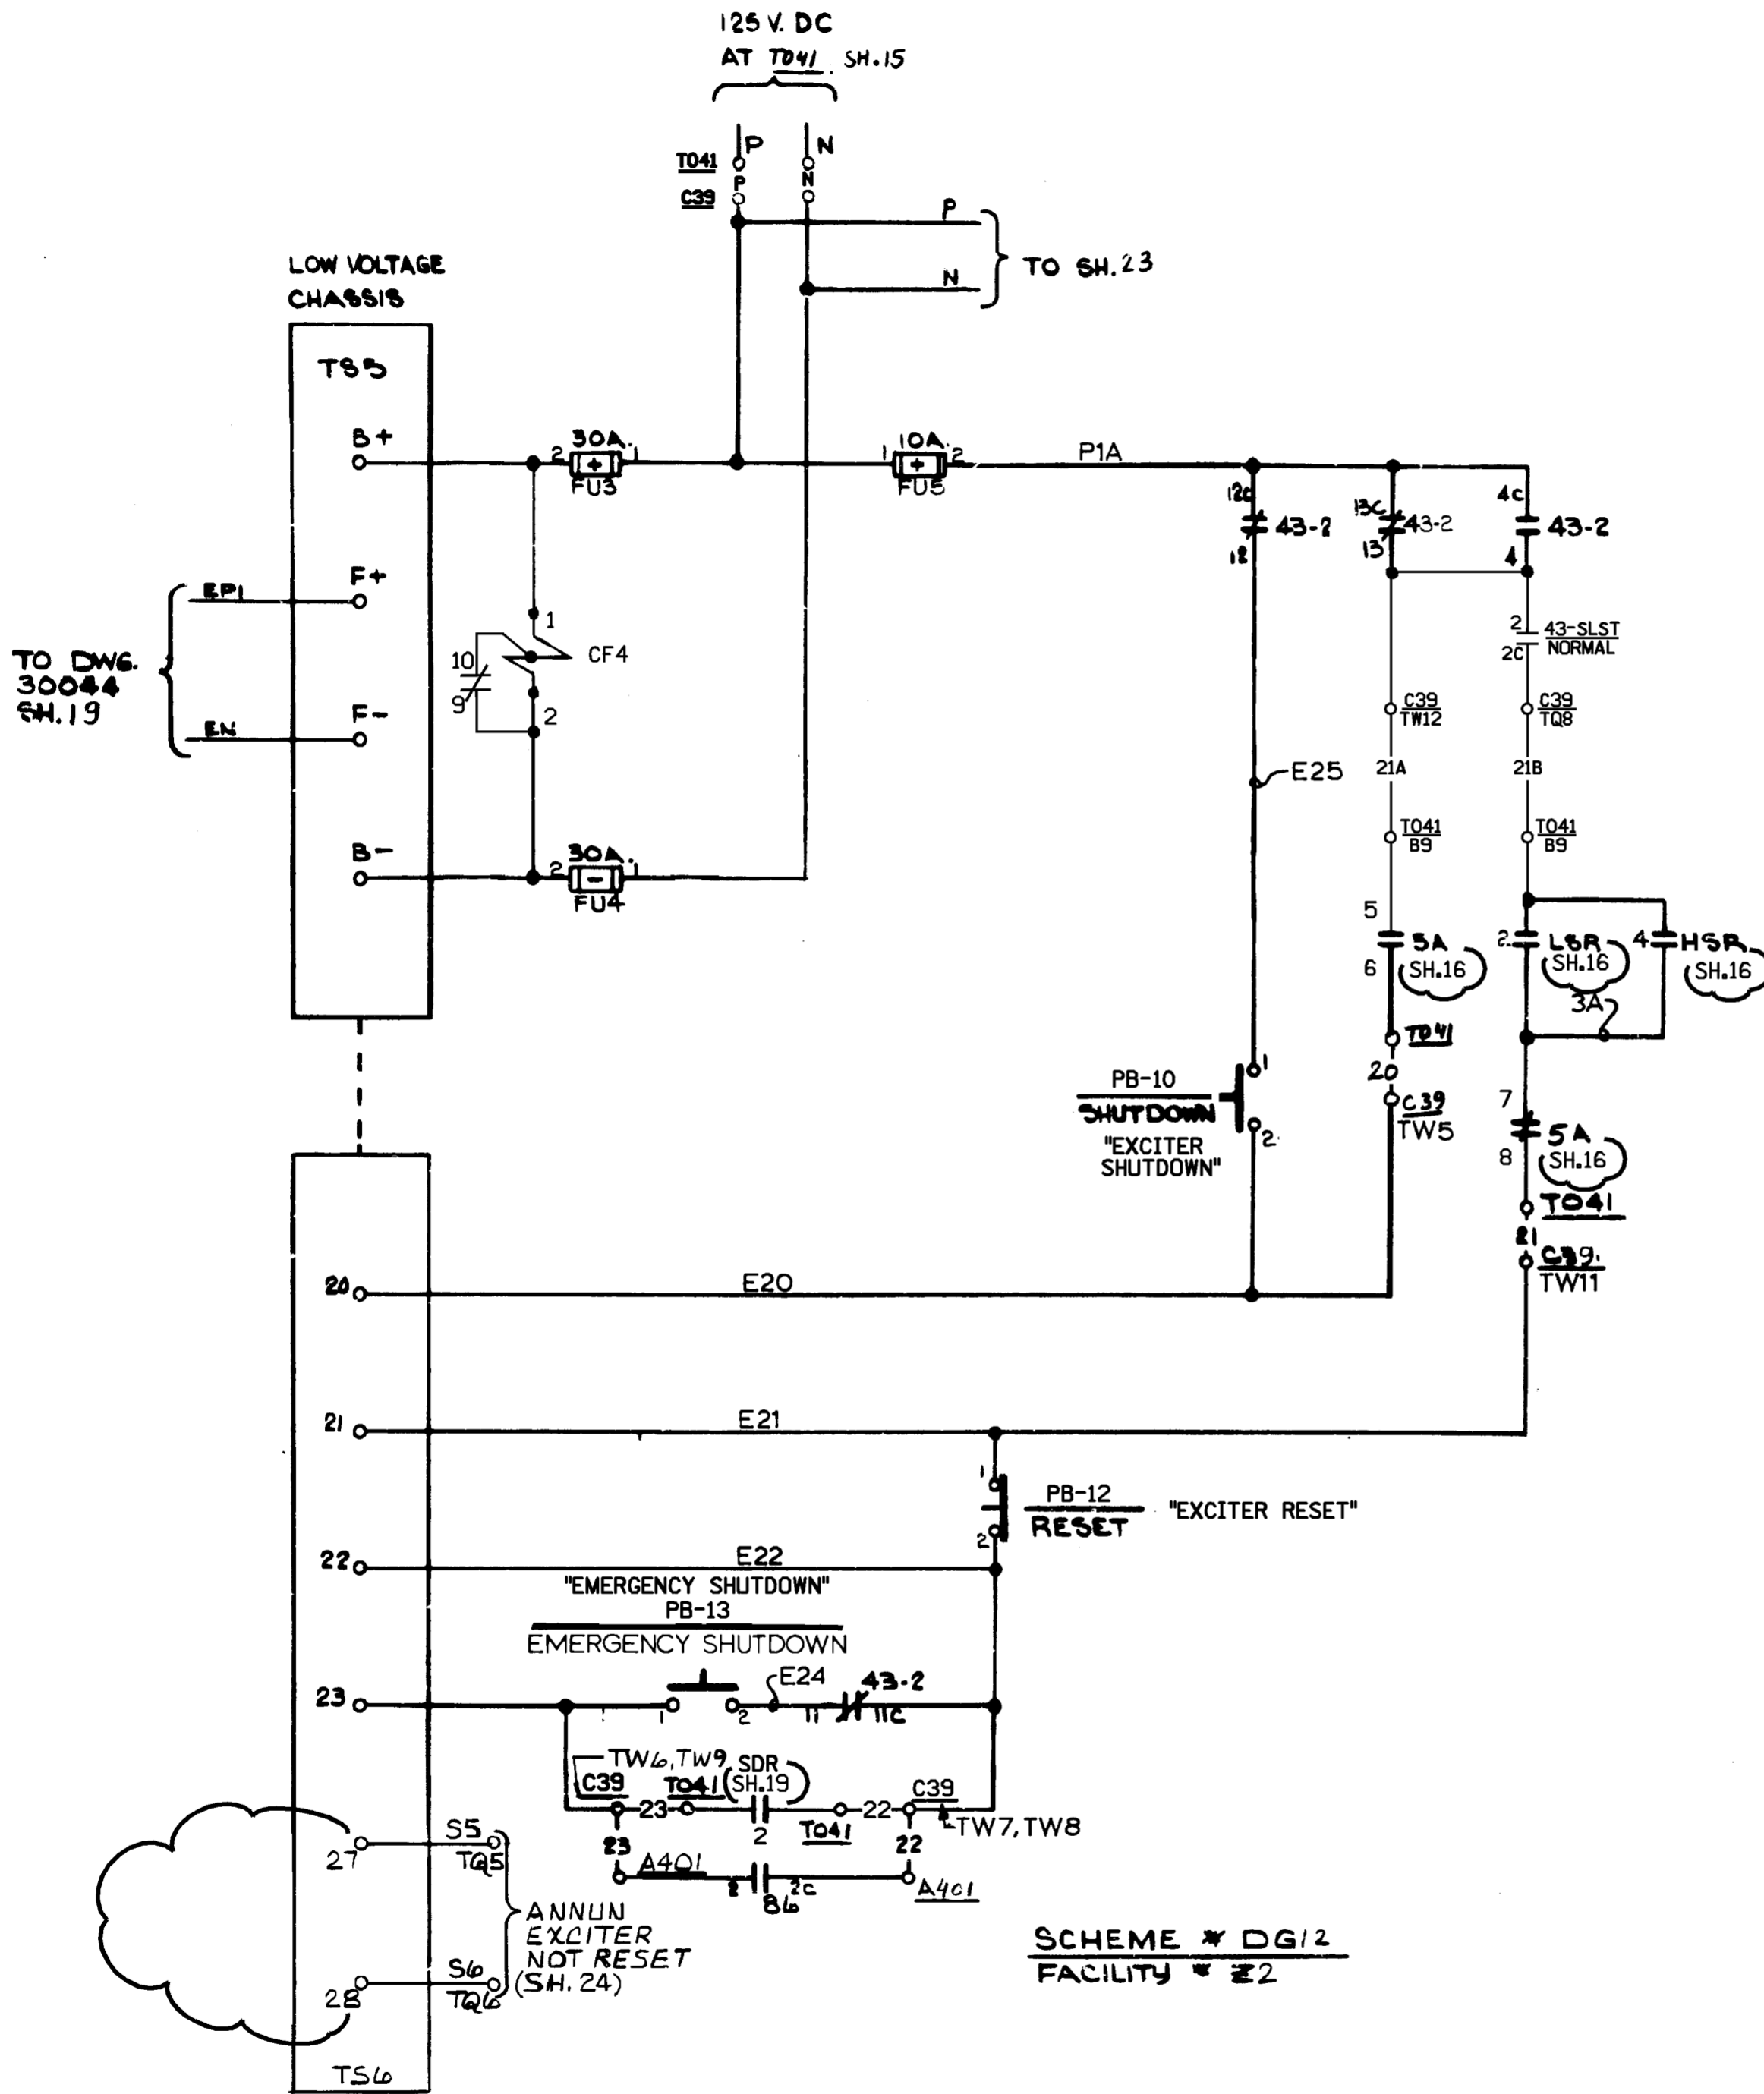 125 V. DC
AT TO41. SH.15
P N
TO41
P N
C39
P
N
TO SH.23
LOW VOLTAGE
CHASSIS
TS5
B+
2 30A. 1
FU3
1 10A. 2
FU5
P1A
12C
43-2
12
13C
43-2
13
4C
43-2
4
EP1
F+
TO DWG.
30044
SH.19
EN
F-
1
10
CF4
9
2
2
43-SLST
NORMAL
2C
C39
TW12
C39
TQ8
E25
21A
21B
TO41
B9
TO41
B9
B-
2 30A. 1
FU4
5
5A
6
SH.16
2
LSR
SH.16
4
HSR
SH.16
3A
TO41
20
C39
TW5
PB-10
SHUTDOWN
"EXCITER
SHUTDOWN"
1
2
7
5A
8
SH.16
TO41
21
C39.
TW11
20
E20
21
E21
1
PB-12
RESET
2
"EXCITER RESET"
22
E22
"EMERGENCY SHUTDOWN"
PB-13
EMERGENCY SHUTDOWN
23
1
2
E24
43-2
11
11C
TW6, TW9
C39
TO41
SDR
SH.19
C39
23
2
22
TO41
TW7, TW8
23
22
A401
2
2C
86
A401
27
S5
TQ5
ANNUN
EXCITER
NOT RESET
(SH. 24)
28
S6
TQ6
TS6
SCHEME # DG12
FACILITY # Z2